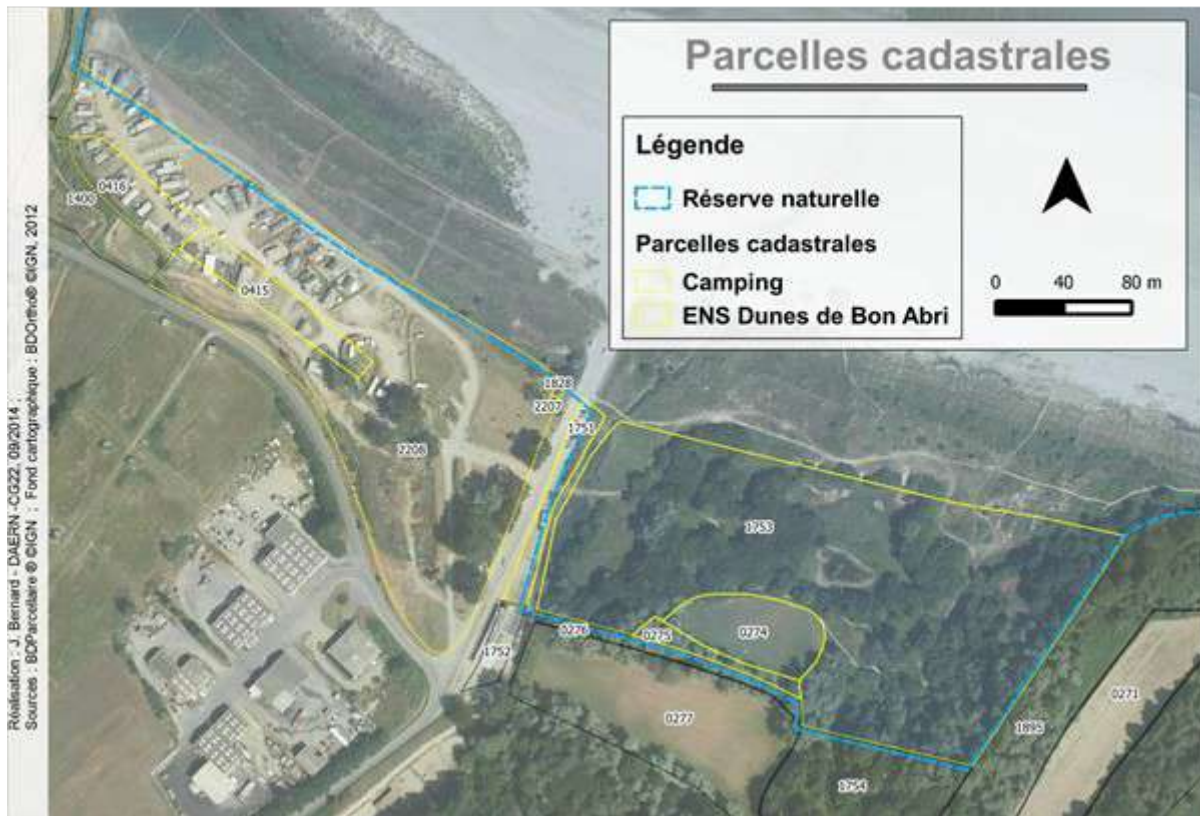 Parcelles cadastrales
Légende
Réserve naturelle
Parcelles cadastrales
Camping
ENS Dunes de Bon Abri
0 40 80 m
Réalisation : J. Bernard - DAERN -CG22, 09/2014 ;
Sources : BDParcellaire ® ©IGN ; Fond cartographique : BDOrtho® ©IGN, 2012
0416
1400
0415
1828
2207
1751
2208
1753
0276
0275
0274
1752
0277
0271
1895
1754